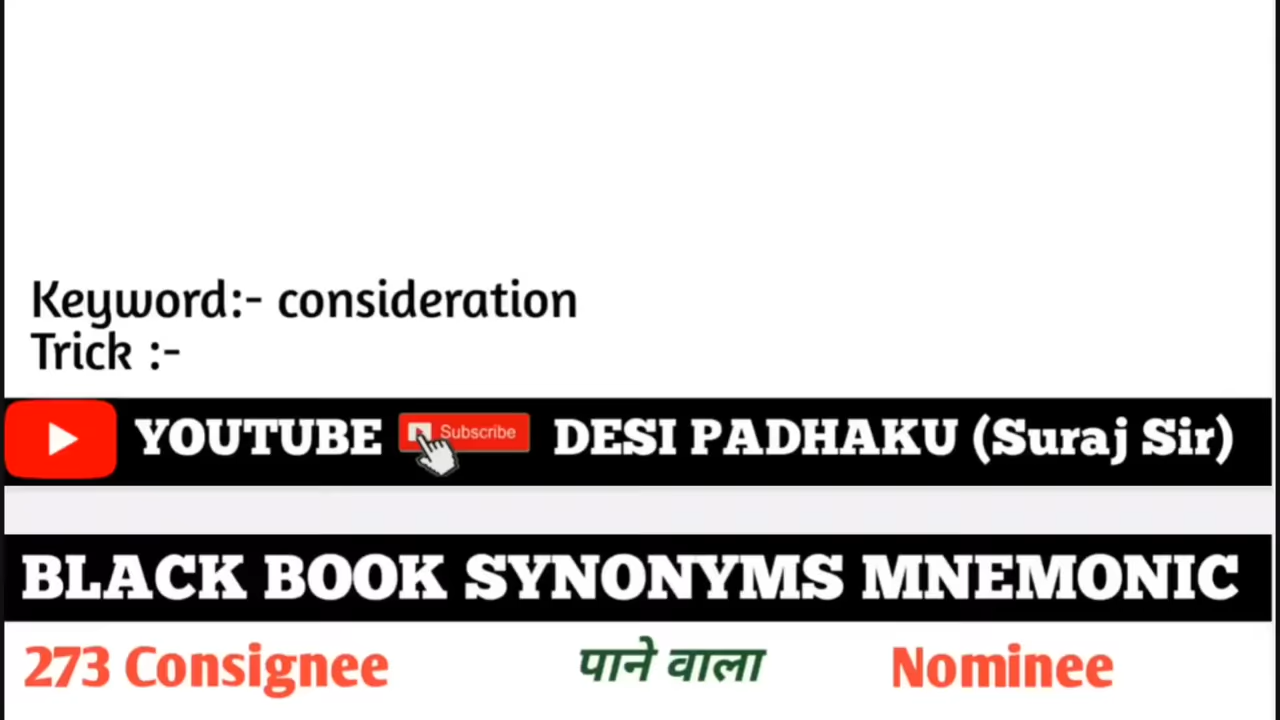 Keyword:- consideration
Trick :-
YOUTUBE Subscribe DESI PADHAKU (Suraj Sir)
BLACK BOOK SYNONYMS MNEMONIC
273 Consignee पाने वाला Nominee